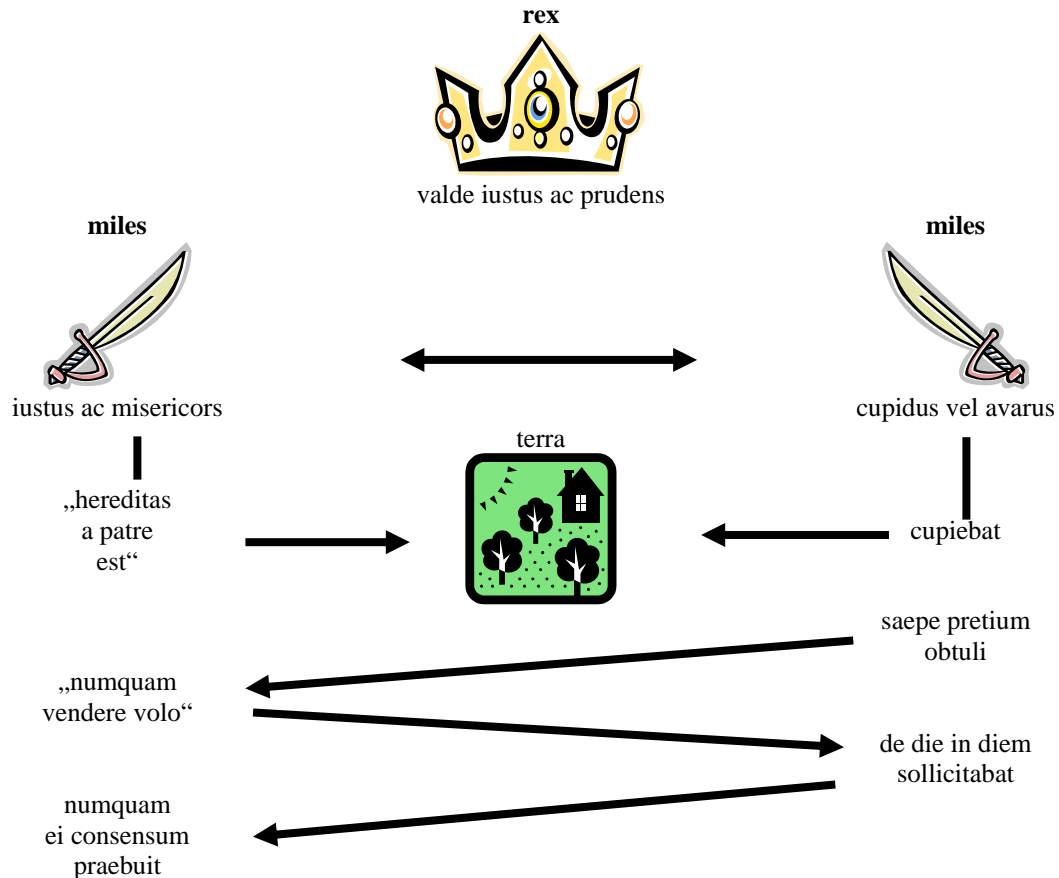 rex
valde iustus ac prudens
miles
miles
iustus ac misericors
cupidus vel avarus
terra
„hereditas
a patre
est“
cupiebat
saepe pretium
obtuli
„numquam
vendere volo“
de die in diem
sollicitabat
numquam
ei consensum
praebuit